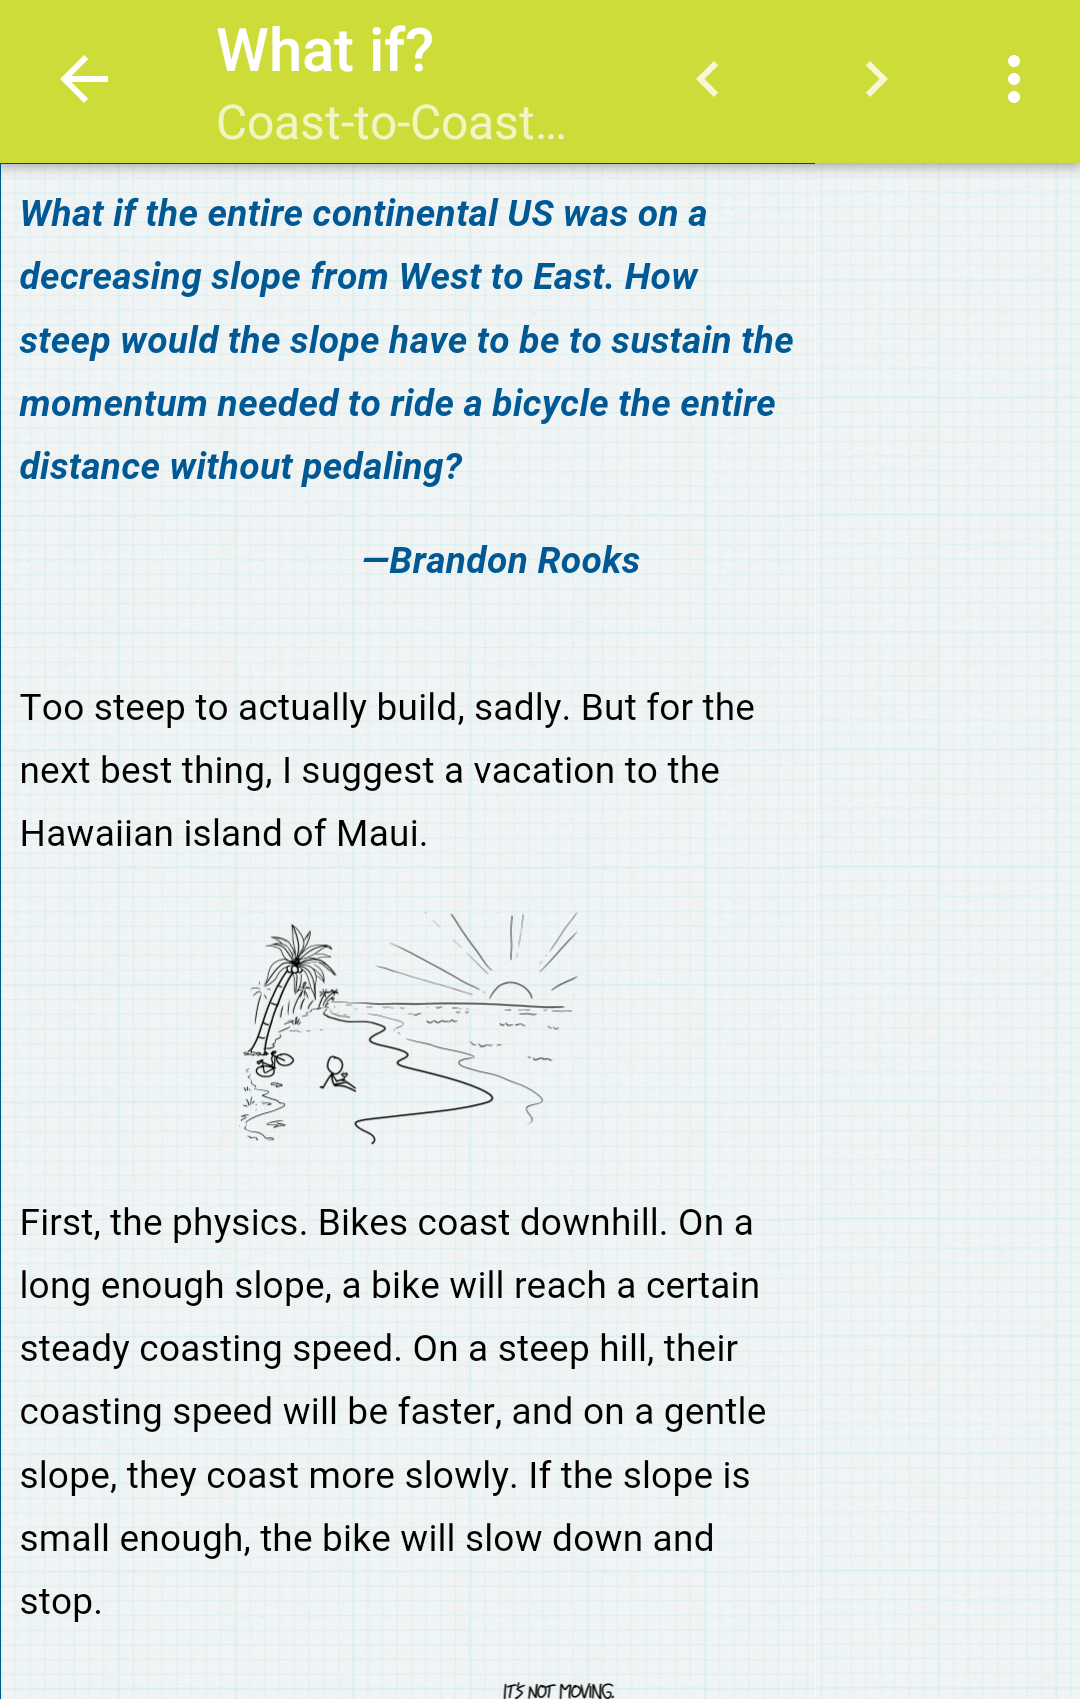 What if?
Coast-to-Coast...
What if the entire continental US was on a
decreasing slope from West to East. How
steep would the slope have to be to sustain the
momentum needed to ride a bicycle the entire
distance without pedaling?
—Brandon Rooks
Too steep to actually build, sadly. But for the
next best thing, I suggest a vacation to the
Hawaiian island of Maui.
First, the physics. Bikes coast downhill. On a
long enough slope, a bike will reach a certain
steady coasting speed. On a steep hill, their
coasting speed will be faster, and on a gentle
slope, they coast more slowly. If the slope is
small enough, the bike will slow down and
stop.
IT'S NOT MOVING.